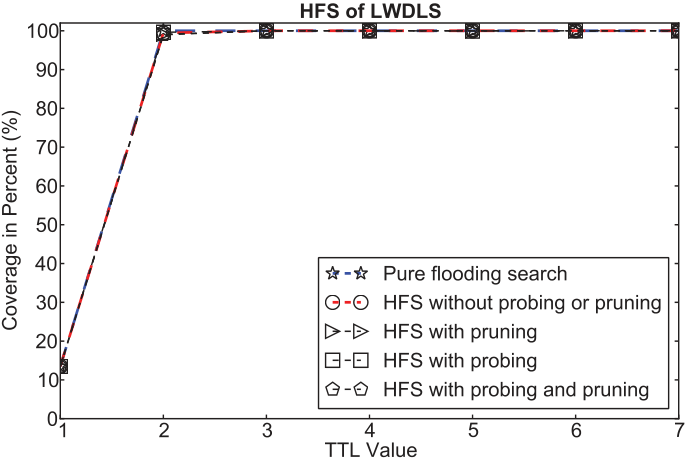 HFS of LWDLS
Coverage in Percent (%)
100
90
80
70
60
50
40
30
20
10
0
1 2 3 4 5 6 7
TTL Value
Pure flooding search
HFS without probing or pruning
HFS with pruning
HFS with probing
HFS with probing and pruning